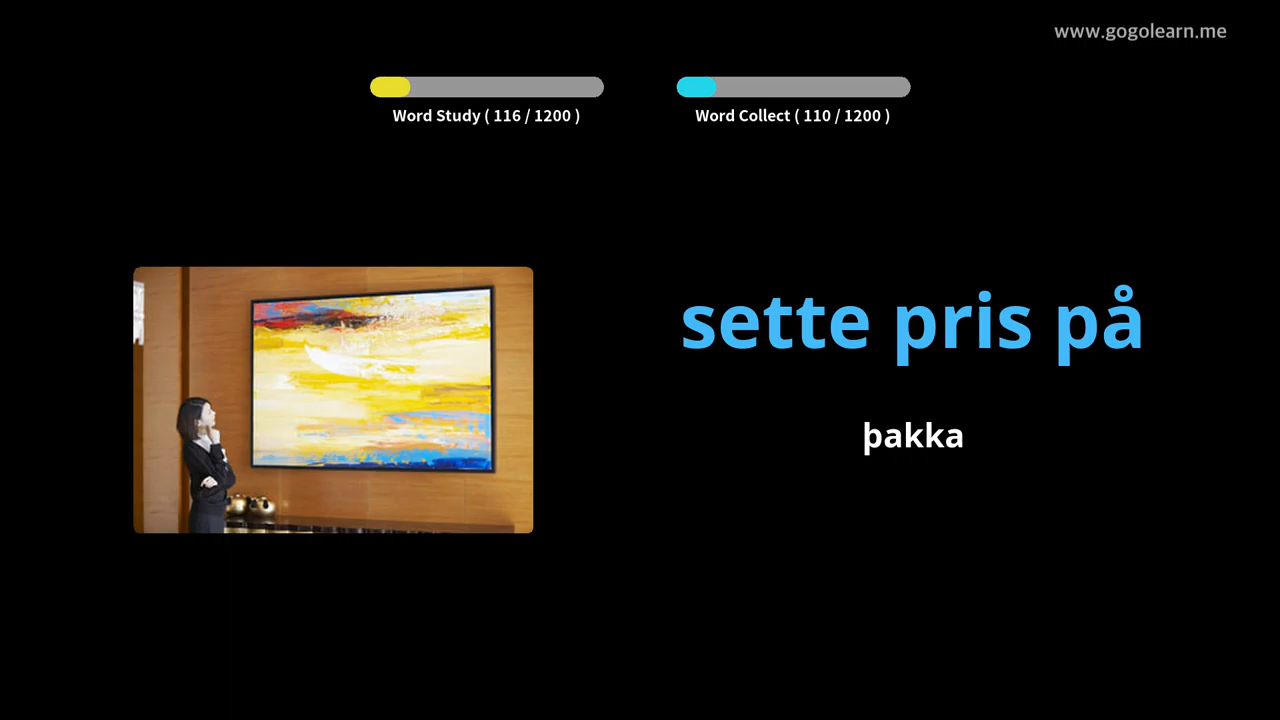 www.gogolearn.me
Word Study ( 116 / 1200 )
Word Collect ( 110 / 1200 )
sette pris på
þakka